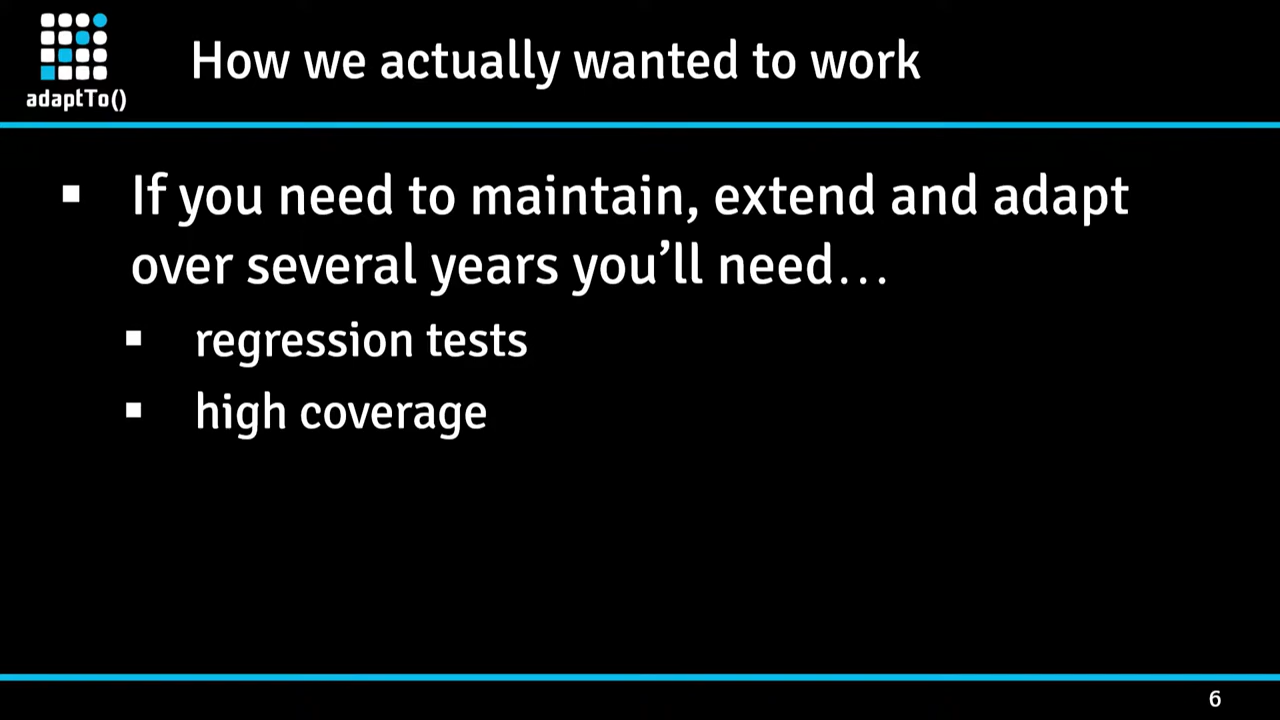 adaptTo()
How we actually wanted to work
▪ If you need to maintain, extend and adapt
over several years you’ll need…
▪ regression tests
▪ high coverage
6